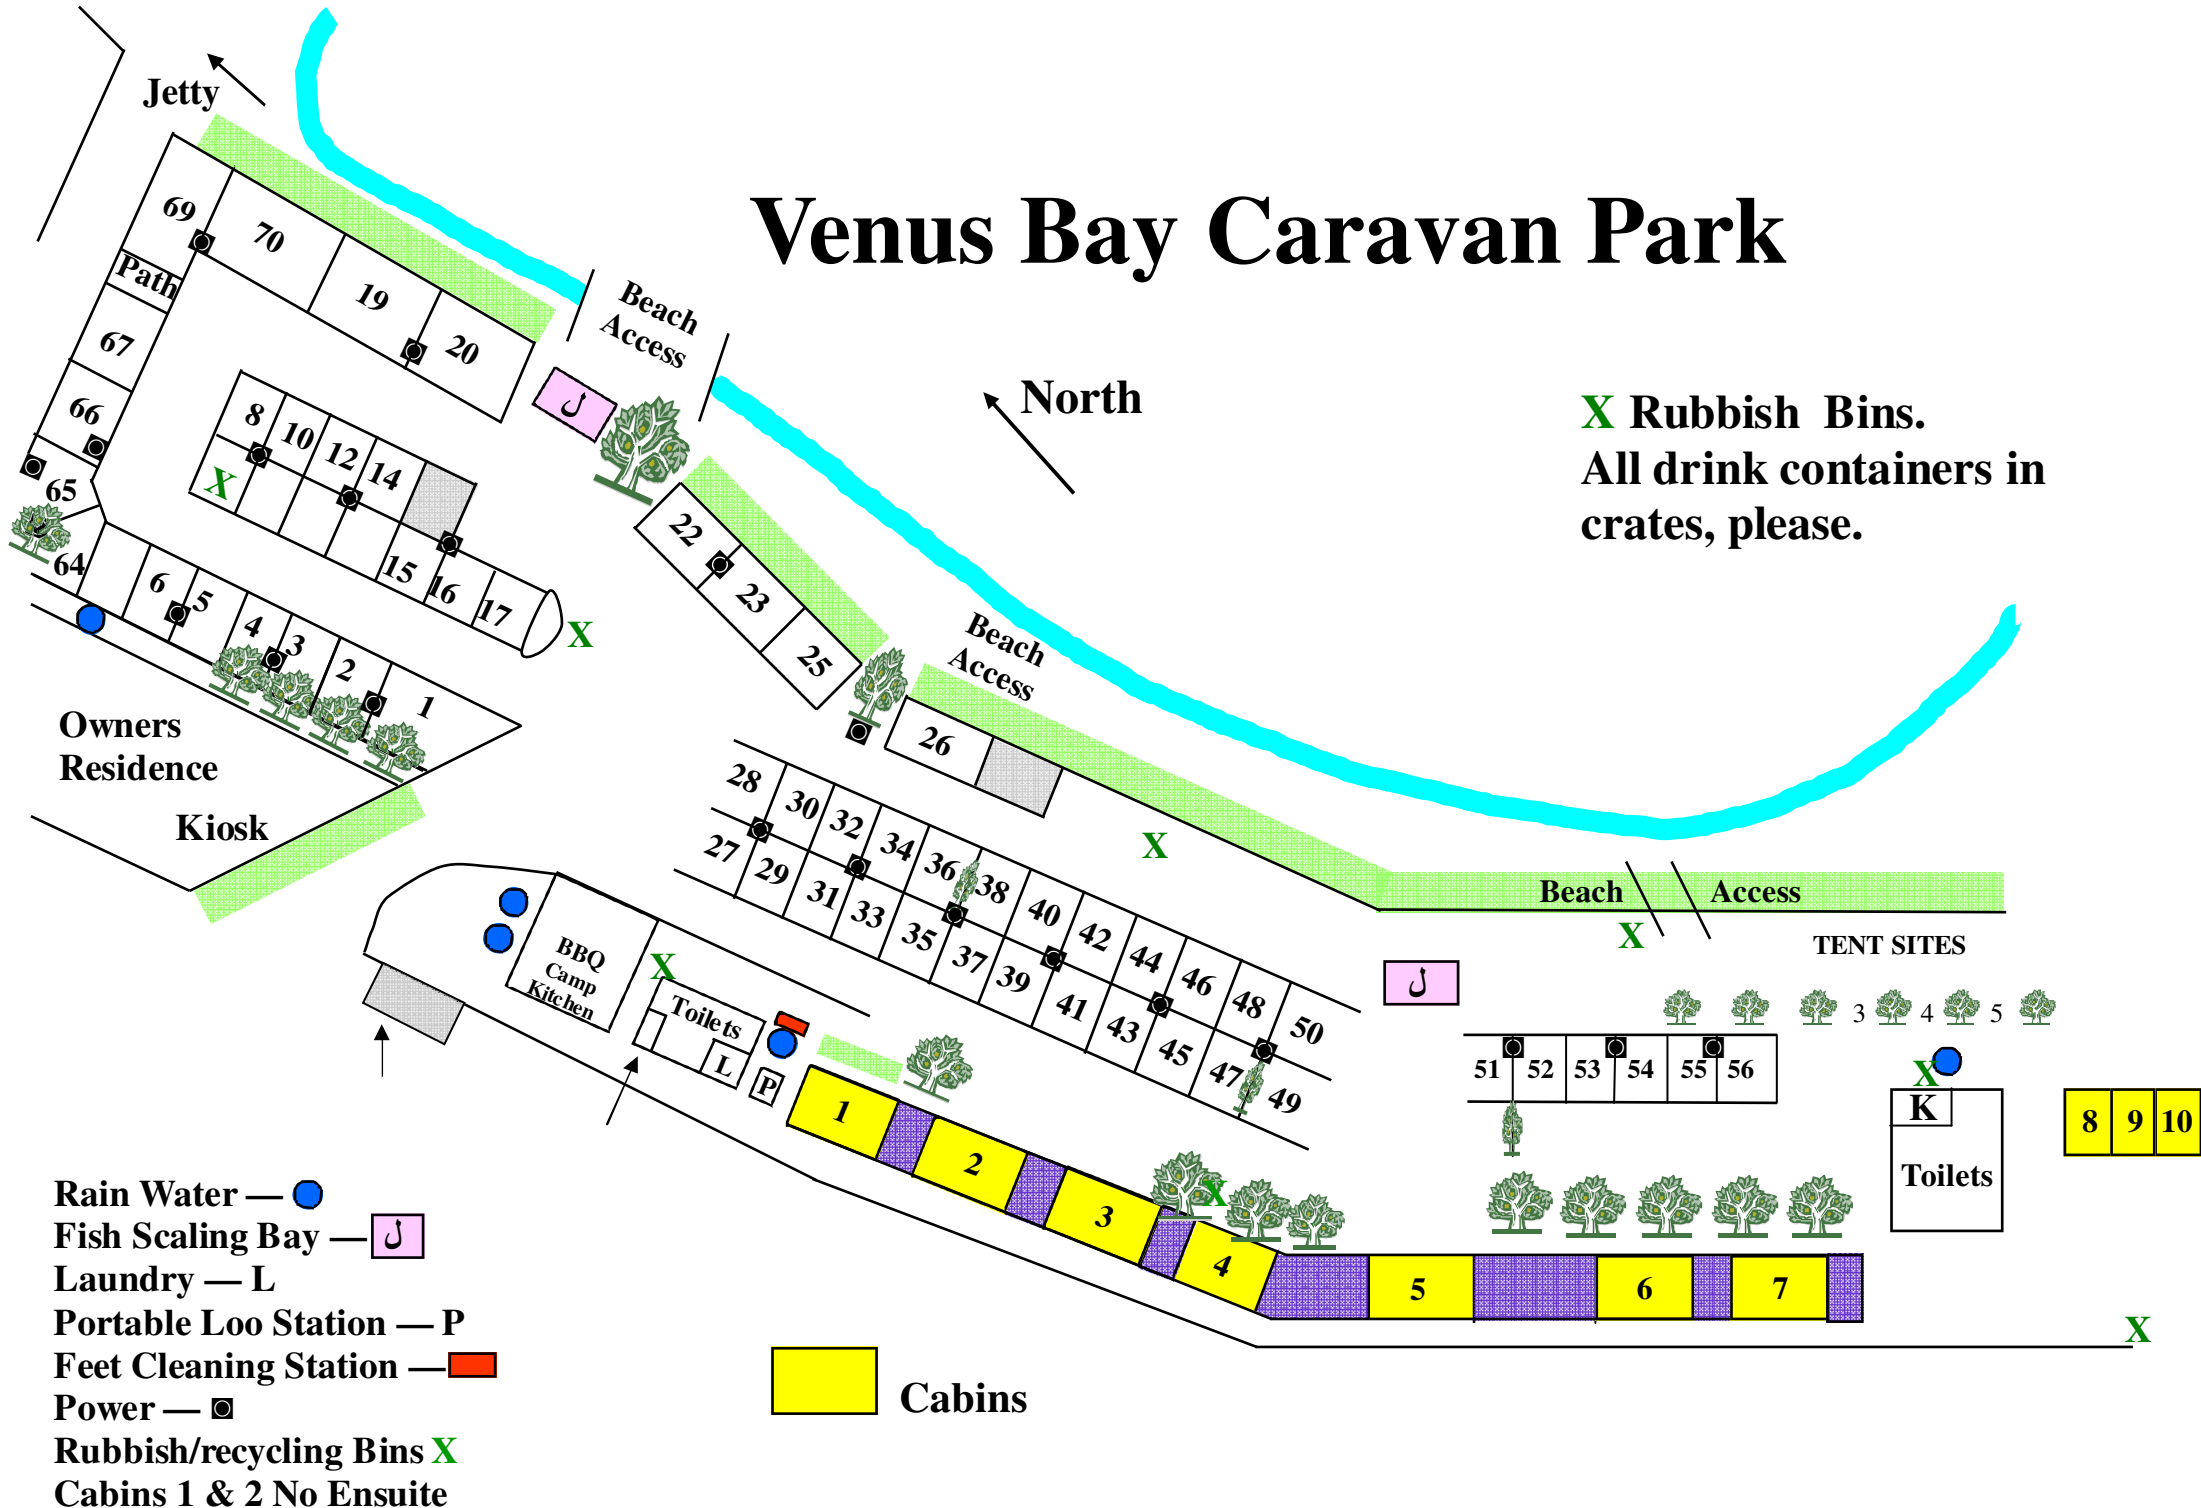 Venus Bay Caravan Park
Jetty
69
70
19
20
Path
67
66
65
64
Beach
Access
ل
North
X Rubbish Bins.
All drink containers in
crates, please.
8
10
12
14
X
15
16
17
X
6
5
4
3
2
1
22
23
25
Beach
Access
26
X
Owners
Residence
Kiosk
28
30
32
34
36
38
40
42
44
46
48
50
27
29
31
33
35
37
39
41
43
45
47
49
BBQ
Camp
Kitchen
X
Toilets
L
P
Beach Access
X
TENT SITES
ل
3 4 5
51 52 53 54 55 56
X
K
Toilets
8 9 10
1
2
3
X
4
5
6
7
X
Rain Water —
Fish Scaling Bay — ل
Laundry — L
Portable Loo Station — P
Feet Cleaning Station —
Power —
Rubbish/recycling Bins X
Cabins 1 & 2 No Ensuite
Cabins